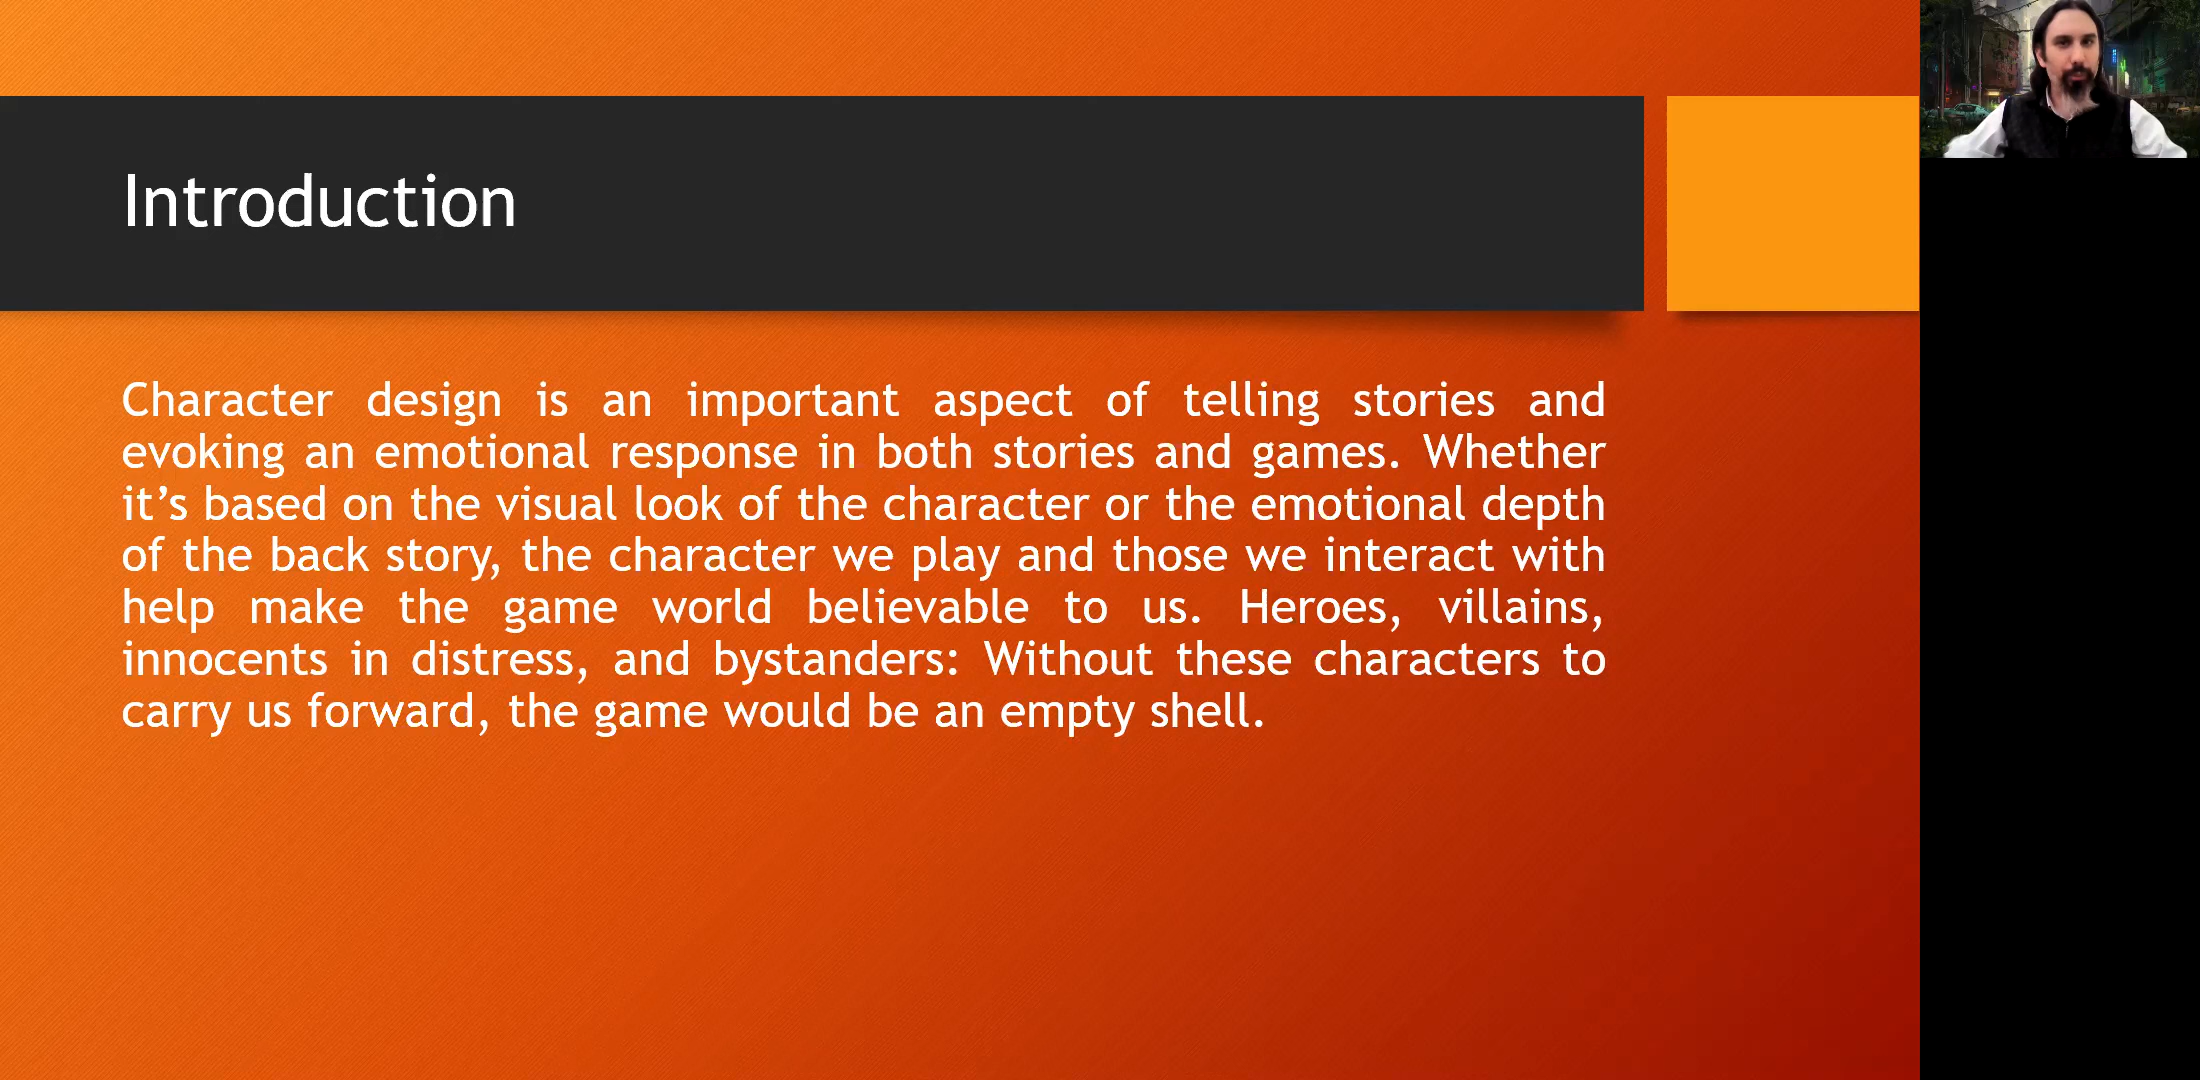 Introduction
Character design is an important aspect of telling stories and
evoking an emotional response in both stories and games. Whether
it’s based on the visual look of the character or the emotional depth
of the back story, the character we play and those we interact with
help make the game world believable to us. Heroes, villains,
innocents in distress, and bystanders: Without these characters to
carry us forward, the game would be an empty shell.